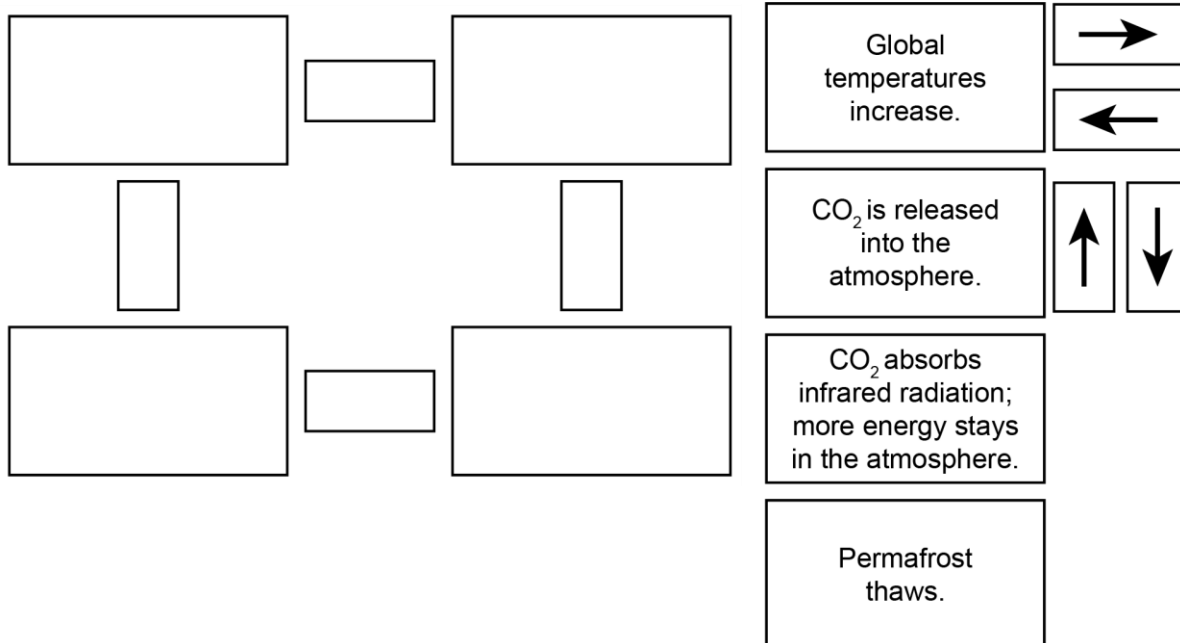 Global
temperatures
increase.
CO₂ is released
into the
atmosphere.
CO₂ absorbs
infrared radiation;
more energy stays
in the atmosphere.
Permafrost
thaws.